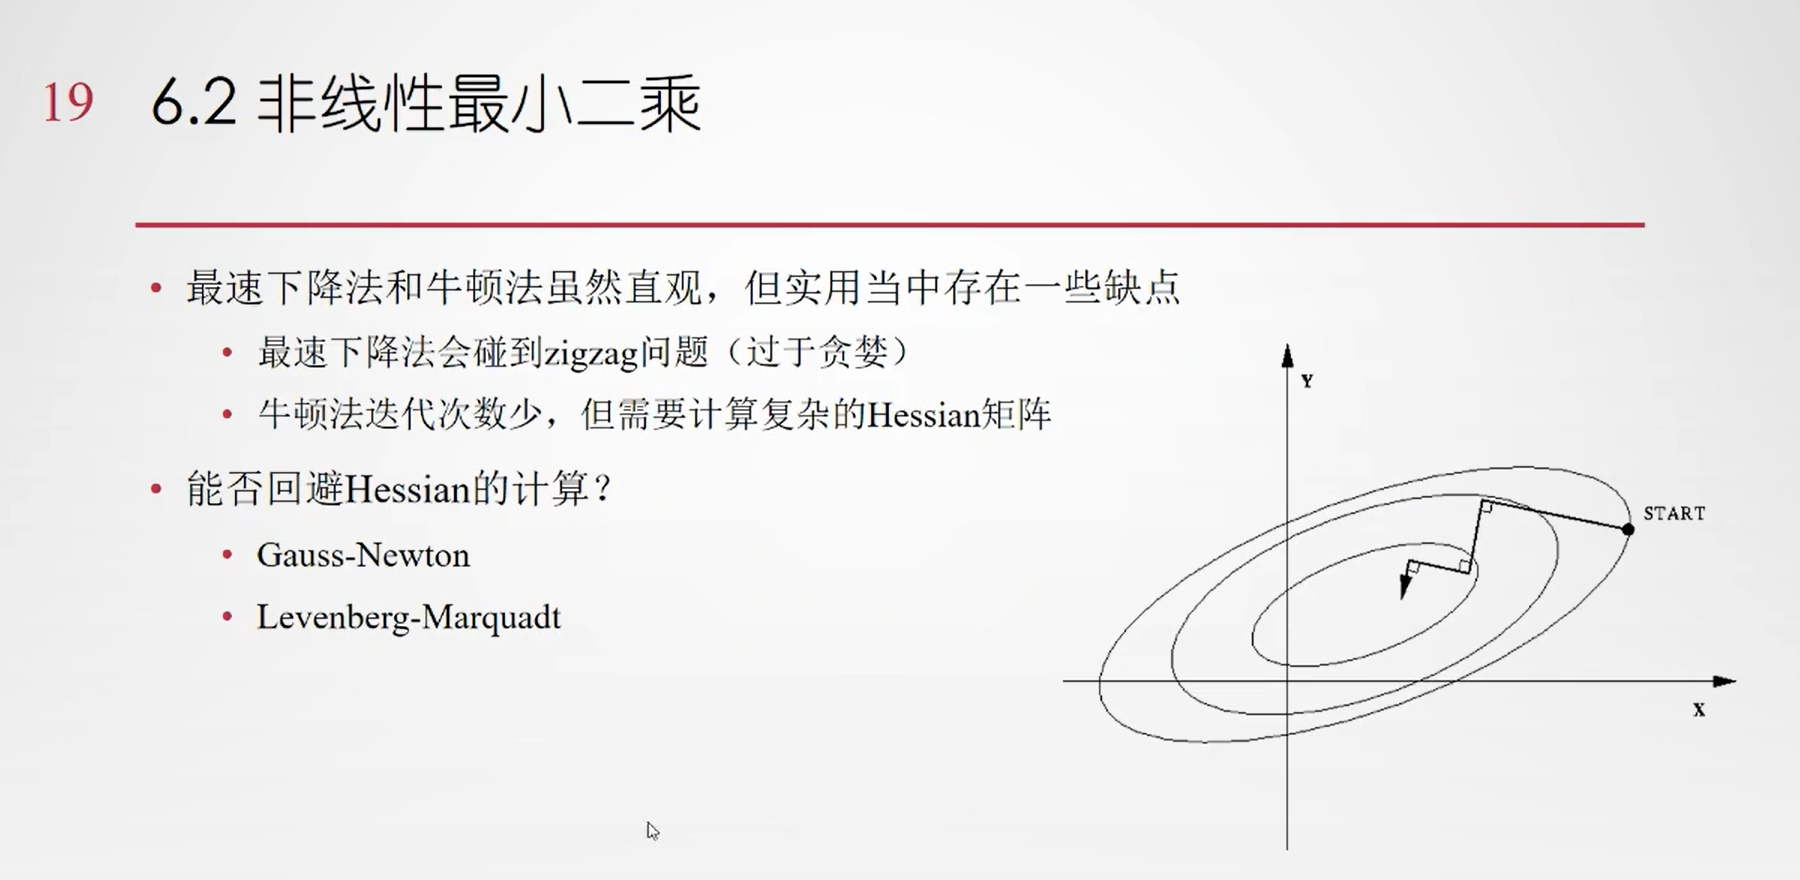 19 6.2 非线性最小二乘
• 最速下降法和牛顿法虽然直观，但实用当中存在一些缺点
• 最速下降法会碰到zigzag问题（过于贪婪）
• 牛顿法迭代次数少，但需要计算复杂的Hessian矩阵
• 能否回避Hessian的计算？
• Gauss-Newton
• Levenberg-Marquadt
Y
START
X